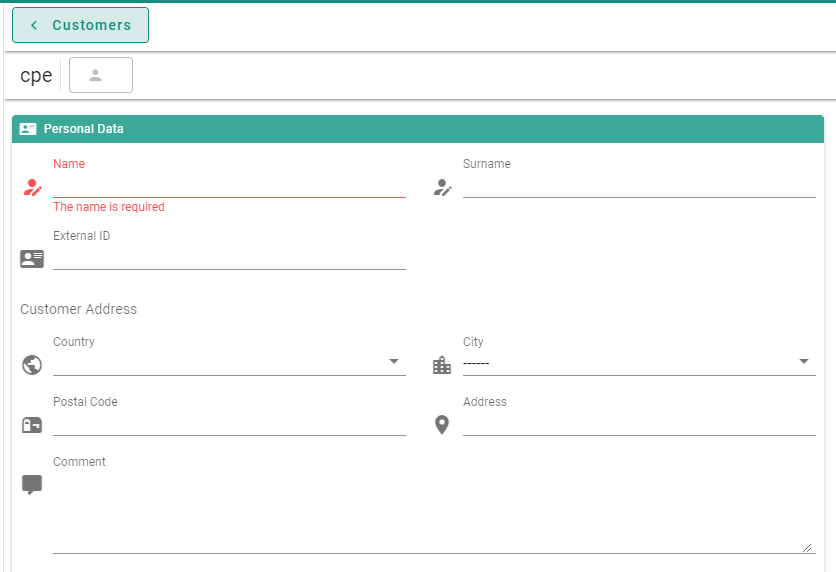 Customers
cpe
Personal Data
Name
Surname
The name is required
External ID
Customer Address
Country
City
------
Postal Code
Address
Comment